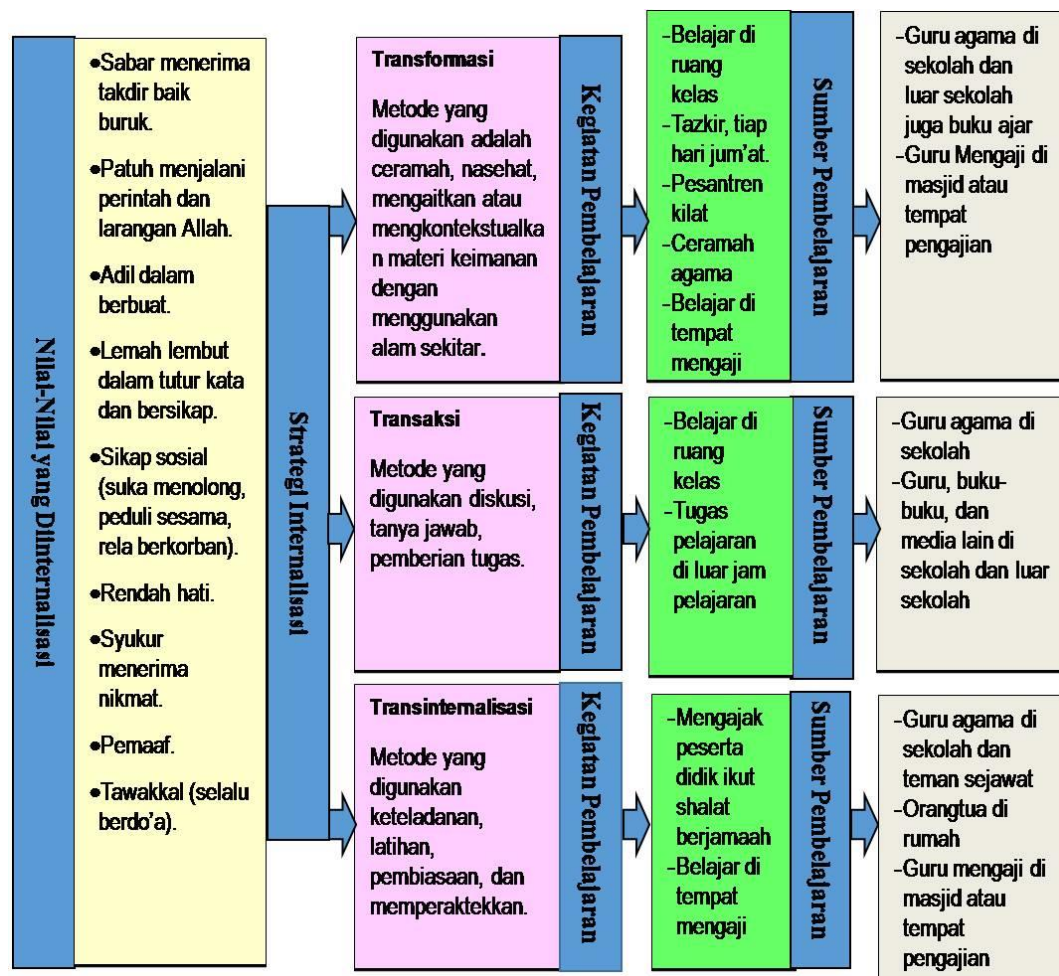 Nilai-Nilai yang Diinternalisasi
•Sabar menerima
takdir baik
buruk.
•Patuh menjalani
perintah dan
larangan Allah.
•Adil dalam
berbuat.
•Lemah lembut
dalam tutur kata
dan bersikap.
•Sikap sosial
(suka menolong,
peduli sesama,
rela berkorban).
•Rendah hati.
•Syukur
menerima
nikmat.
•Pemaaf.
•Tawakkal (selalu
berdo'a).
Strategi Internalisasi
Transformasi
Metode yang
digunakan adalah
ceramah, nasehat,
mengaitkan atau
mengkontekstualka
n materi keimanan
dengan
menggunakan
alam sekitar.
Kegiatan Pembelajaran
-Belajar di
ruang
kelas
-Tazkir, tiap
hari jum'at.
-Pesantren
kilat
-Ceramah
agama
-Belajar di
tempat
mengaji
Sumber Pembelajaran
-Guru agama di
sekolah dan
luar sekolah
juga buku ajar
-Guru Mengaji di
masjid atau
tempat
pengajian
Transaksi
Metode yang
digunakan diskusi,
tanya jawab,
pemberian tugas.
Kegiatan Pembelajaran
-Belajar di
ruang
kelas
-Tugas
pelajaran
di luar jam
pelajaran
Sumber Pembelajaran
-Guru agama di
sekolah
-Guru, buku-
buku, dan
media lain di
sekolah dan luar
sekolah
Transinternalisasi
Metode yang
digunakan
keteladanan,
latihan,
pembiasaan, dan
memperaktekkan.
Kegiatan Pembelajaran
-Mengajak
peserta
didik ikut
shalat
berjamaah
-Belajar di
tempat
mengaji
Sumber Pembelajaran
-Guru agama di
sekolah dan
teman sejawat
-Orangtua di
rumah
-Guru mengaji di
masjid atau
tempat
pengajian